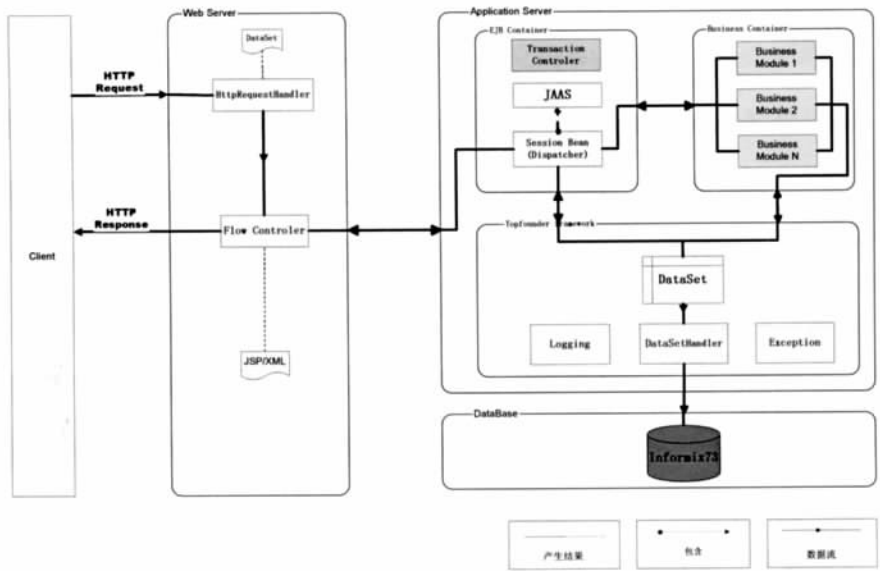 Web Server
Application Server
DataSet
EJB Container
Business Container
Transaction
Controler
Business
Module 1
HTTP
Request
HttpRequestHandler
JAAS
Business
Module 2
Session Bean
(Dispatcher)
Business
Module N
HTTP
Response
Flow Controler
Topfounder Framework
Client
DataSet
JSP/XML
Logging
DataSetHandler
Exception
DataBase
Informix73
产生结果
包含
数据流